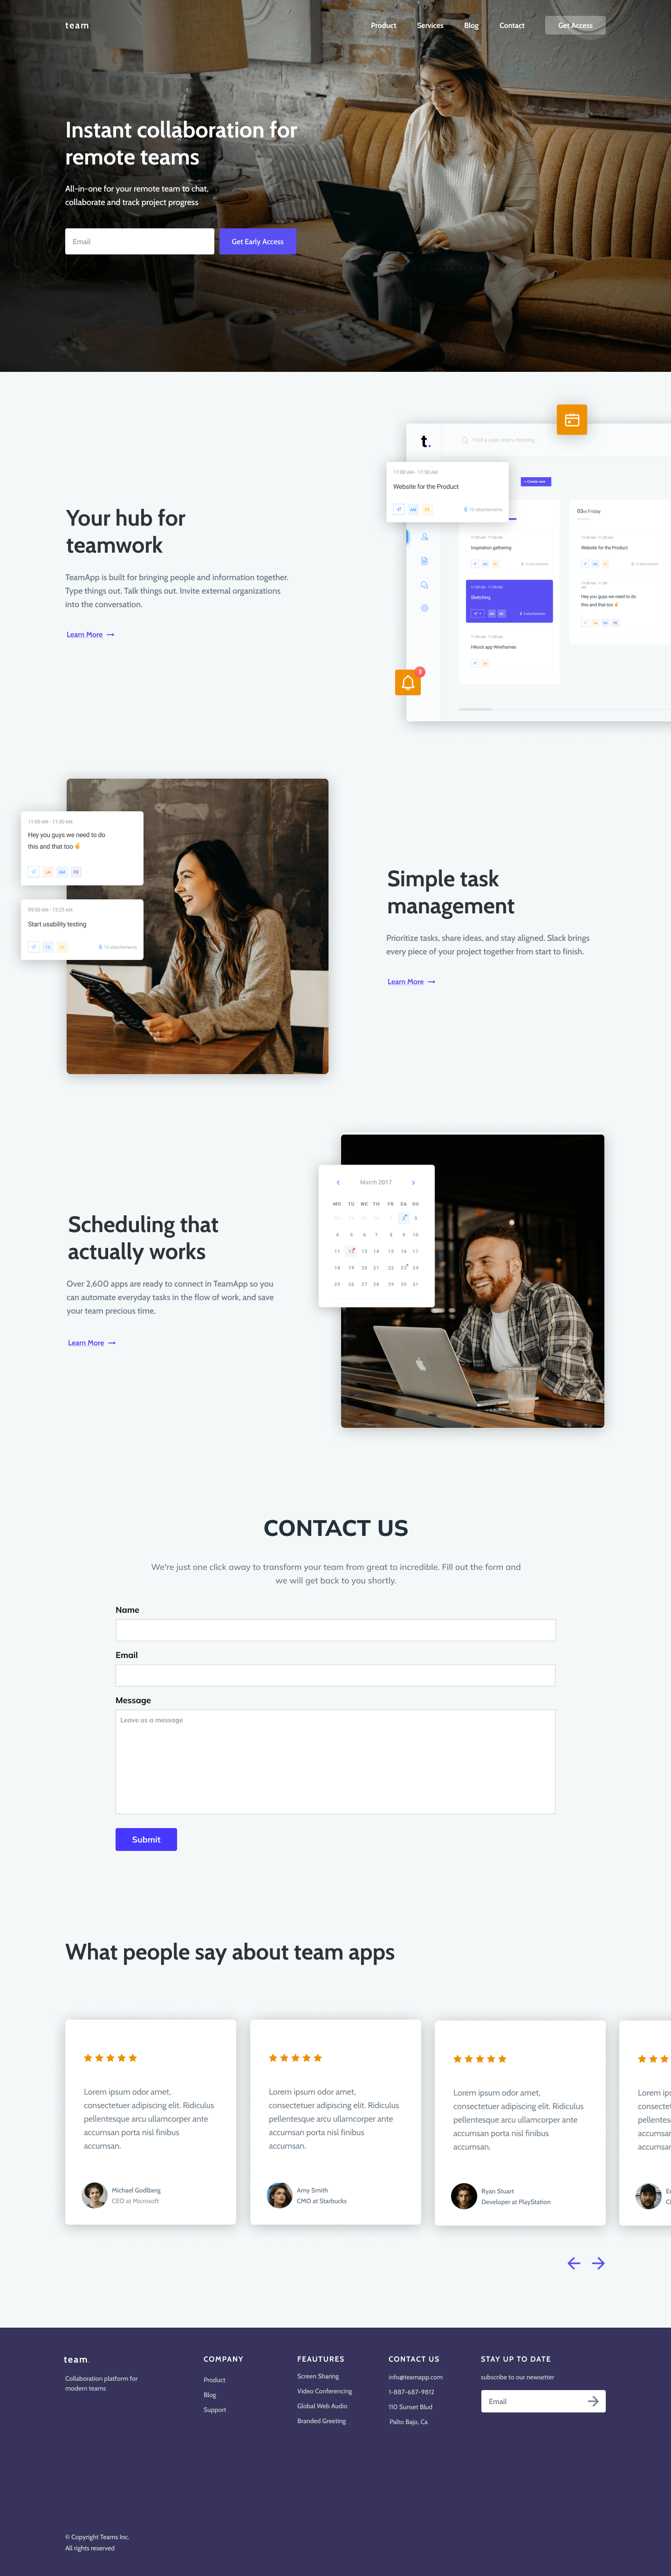 team.
Product
Services
Blog
Contact
Get Access
Instant collaboration for
remote teams
All-in-one for your remote team to chat,
collaborate and track project progress
Email
Get Early Access
Your hub for
teamwork
TeamApp is built for bringing people and information together.
Type things out. Talk things out. Invite external organizations
into the conversation.
Learn More
t.
Find a user, team, meeting...
11:00 AM - 11:30 AM
Website for the Product
AM
10 attachements
+ Create new
Inspiration gathering
Sketching
Hikoot app Wireframes
03rd Friday
Website for the Product
Hey you guys we need to do
this and that too ✌
3
11:00 AM - 11:30 AM
Hey you guys we need to do
this and that too ✌
LA
AM
PS
09:50 AM - 13:25 AM
Start usability testing
10 attachements
Simple task
management
Prioritize tasks, share ideas, and stay aligned. Slack brings
every piece of your project together from start to finish.
Learn More
Scheduling that
actually works
Over 2,600 apps are ready to connect in TeamApp so you
can automate everyday tasks in the flow of work, and save
your team precious time.
Learn More
March 2017
MO TU WE TH FR SA SU
25 26 27 28 1 2 3
4 5 6 7 8 9 10
11 12 13 14 15 16 17
18 19 20 21 22 23 24
25 26 27 28 29 30 31
CONTACT US
We're just one click away to transform your team from great to incredible. Fill out the form and
we will get back to you shortly.
Name
Email
Message
Leave us a message
Submit
What people say about team apps
Lorem ipsum odor amet,
consectetuer adipiscing elit. Ridiculus
pellentesque arcu ullamcorper ante
accumsan porta nisl finibus
accumsan.
Michael Godlberg
CEO at Microsoft
Lorem ipsum odor amet,
consectetuer adipiscing elit. Ridiculus
pellentesque arcu ullamcorper ante
accumsan porta nisl finibus
accumsan.
Amy Smith
CMO at Starbucks
Lorem ipsum odor amet,
consectetuer adipiscing elit. Ridiculus
pellentesque arcu ullamcorper ante
accumsan porta nisl finibus
accumsan.
Ryan Stuart
Developer at PlayStation
Lorem ips
consectet
pellentes
accumsar
accumsar
team.
Collaboration platform for
modern teams
COMPANY
Product
Blog
Support
FEAUTURES
Screen Sharing
Video Conferencing
Global Web Audio
Branded Greeting
CONTACT US
info@teamapp.com
1-887-687-9812
110 Sunset Blud
Palto Bajo, Ca
STAY UP TO DATE
subscribe to our newsetter
Email
© Copyright Teams Inc.
All rights reserved